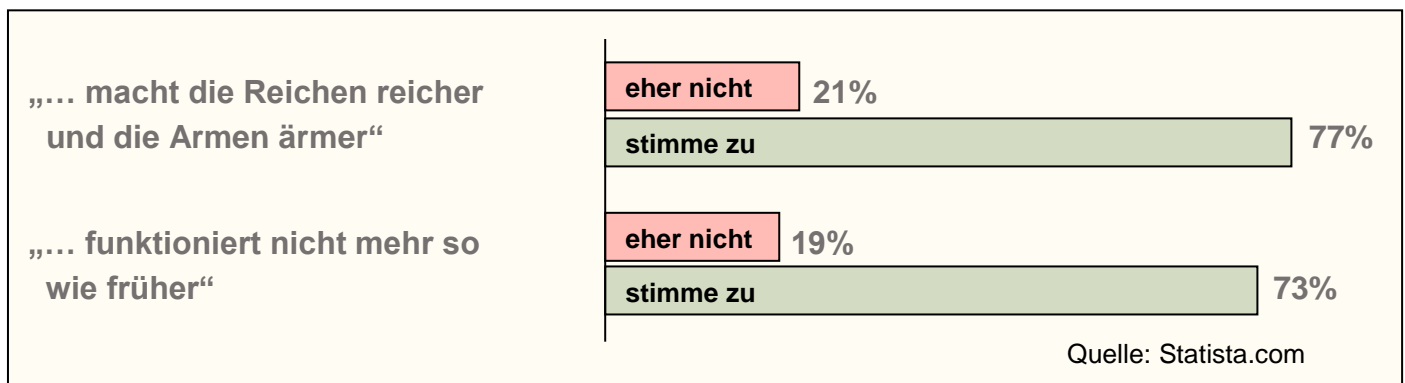 „… macht die Reichen reicher
und die Armen ärmer“
eher nicht 21%
stimme zu 77%
„… funktioniert nicht mehr so
wie früher“
eher nicht 19%
stimme zu 73%
Quelle: Statista.com